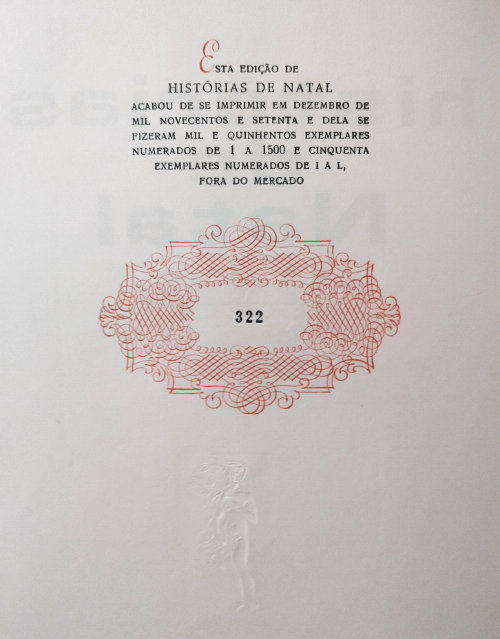 Esta edição de
HISTÓRIAS DE NATAL
ACABOU DE SE IMPRIMIR EM DEZEMBRO DE
MIL NOVECENTOS E SETENTA E DELA SE
FIZERAM MIL E QUINHENTOS EXEMPLARES
NUMERADOS DE 1 A 1500 E CINQUENTA
EXEMPLARES NUMERADOS DE I A L,
FORA DO MERCADO
322